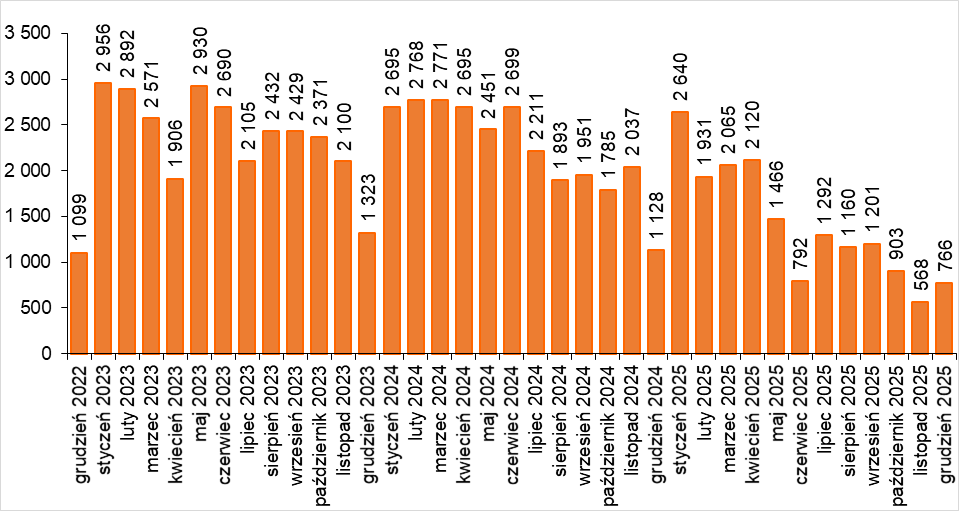 3 500
3 000
2 500
2 000
1 500
1 000
500
0
1 099
2 956
2 892
2 571
1 906
2 930
2 690
2 105
2 432
2 429
2 371
2 100
1 323
2 695
2 768
2 771
2 695
2 451
2 699
2 211
1 893
1 951
1 785
2 037
1 128
2 640
1 931
2 065
2 120
1 466
792
1 292
1 160
1 201
903
568
766
grudzień 2022
styczeń 2023
luty 2023
marzec 2023
kwiecień 2023
maj 2023
czerwiec 2023
lipiec 2023
sierpień 2023
wrzesień 2023
październik 2023
listopad 2023
grudzień 2023
styczeń 2024
luty 2024
marzec 2024
kwiecień 2024
maj 2024
czerwiec 2024
lipiec 2024
sierpień 2024
wrzesień 2024
październik 2024
listopad 2024
grudzień 2024
styczeń 2025
luty 2025
marzec 2025
kwiecień 2025
maj 2025
czerwiec 2025
lipiec 2025
sierpień 2025
wrzesień 2025
październik 2025
listopad 2025
grudzień 2025